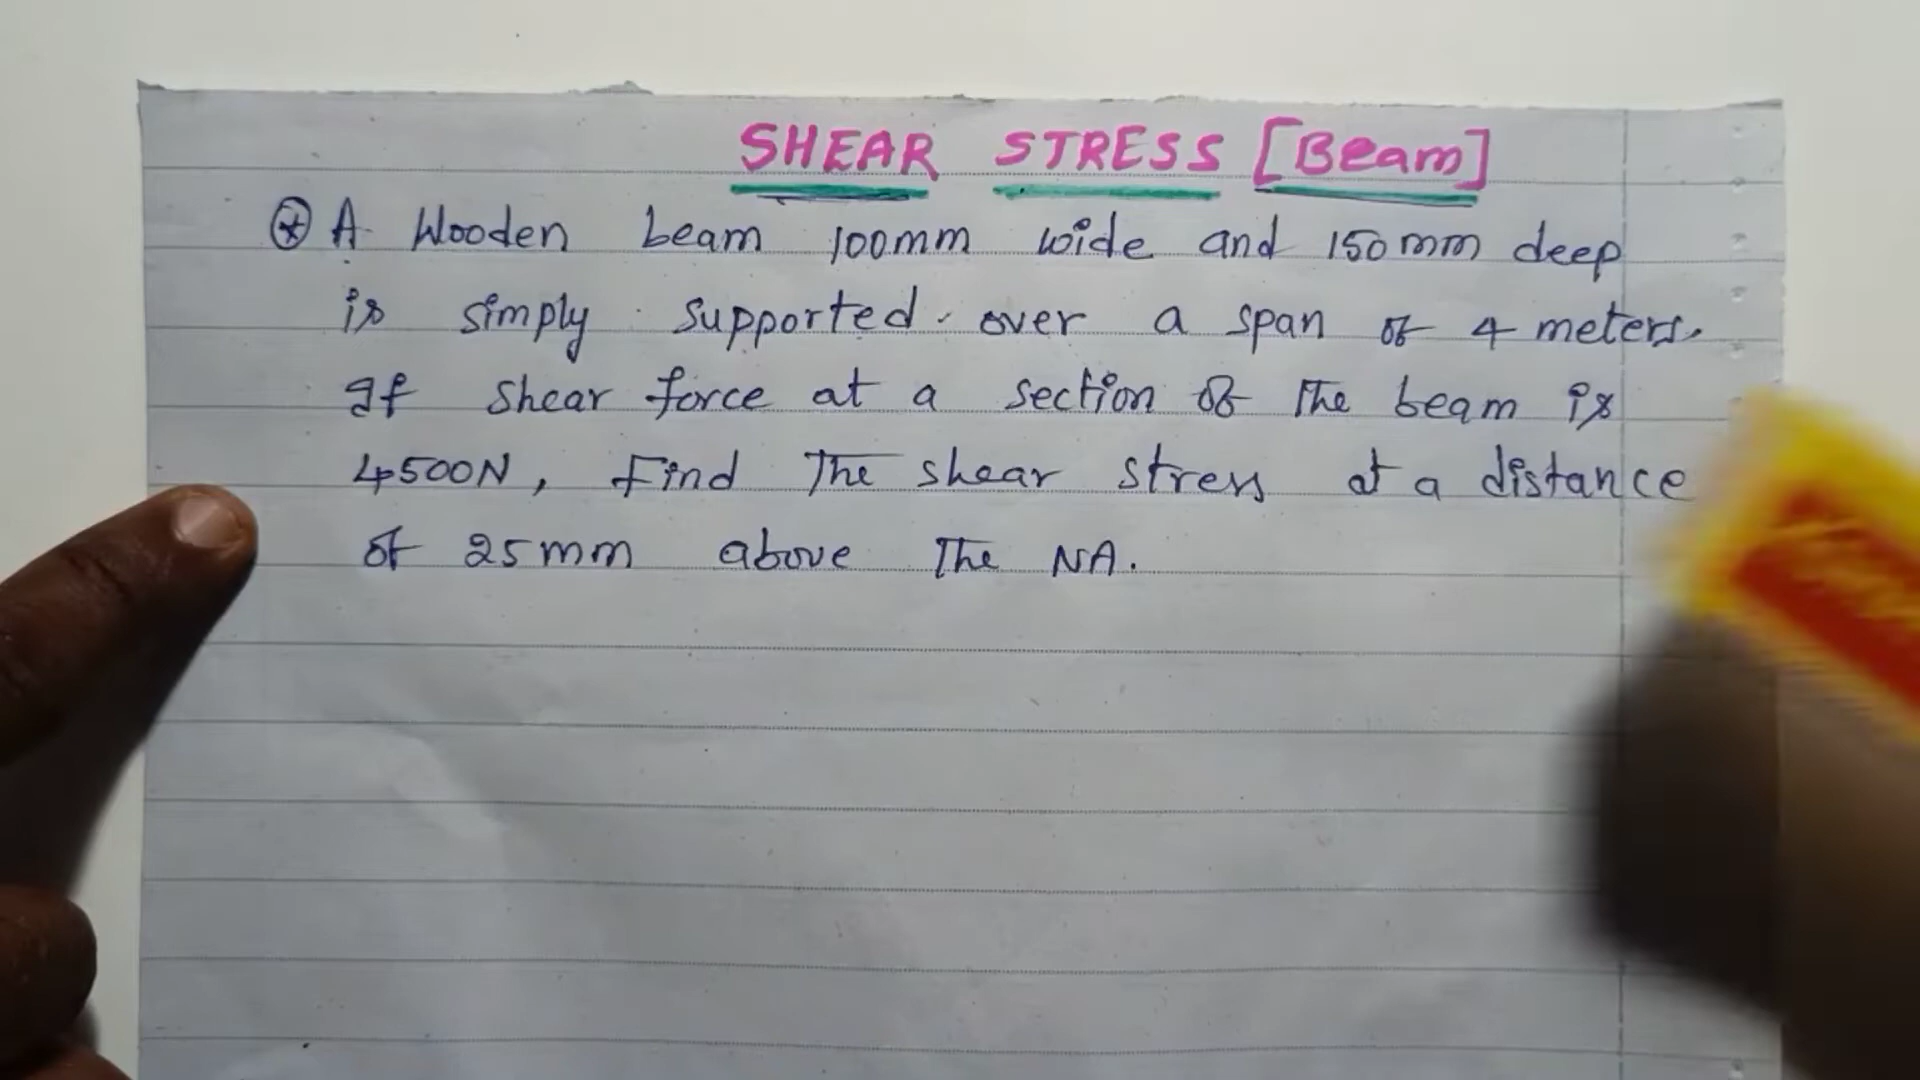 SHEAR STRESS [Beam]
A Wooden beam 100mm wide and 150mm deep
is simply supported over a span of 4 meters.
If shear force at a section of The beam is
4500N, Find The shear stress at a distance
of 25mm above The NA.